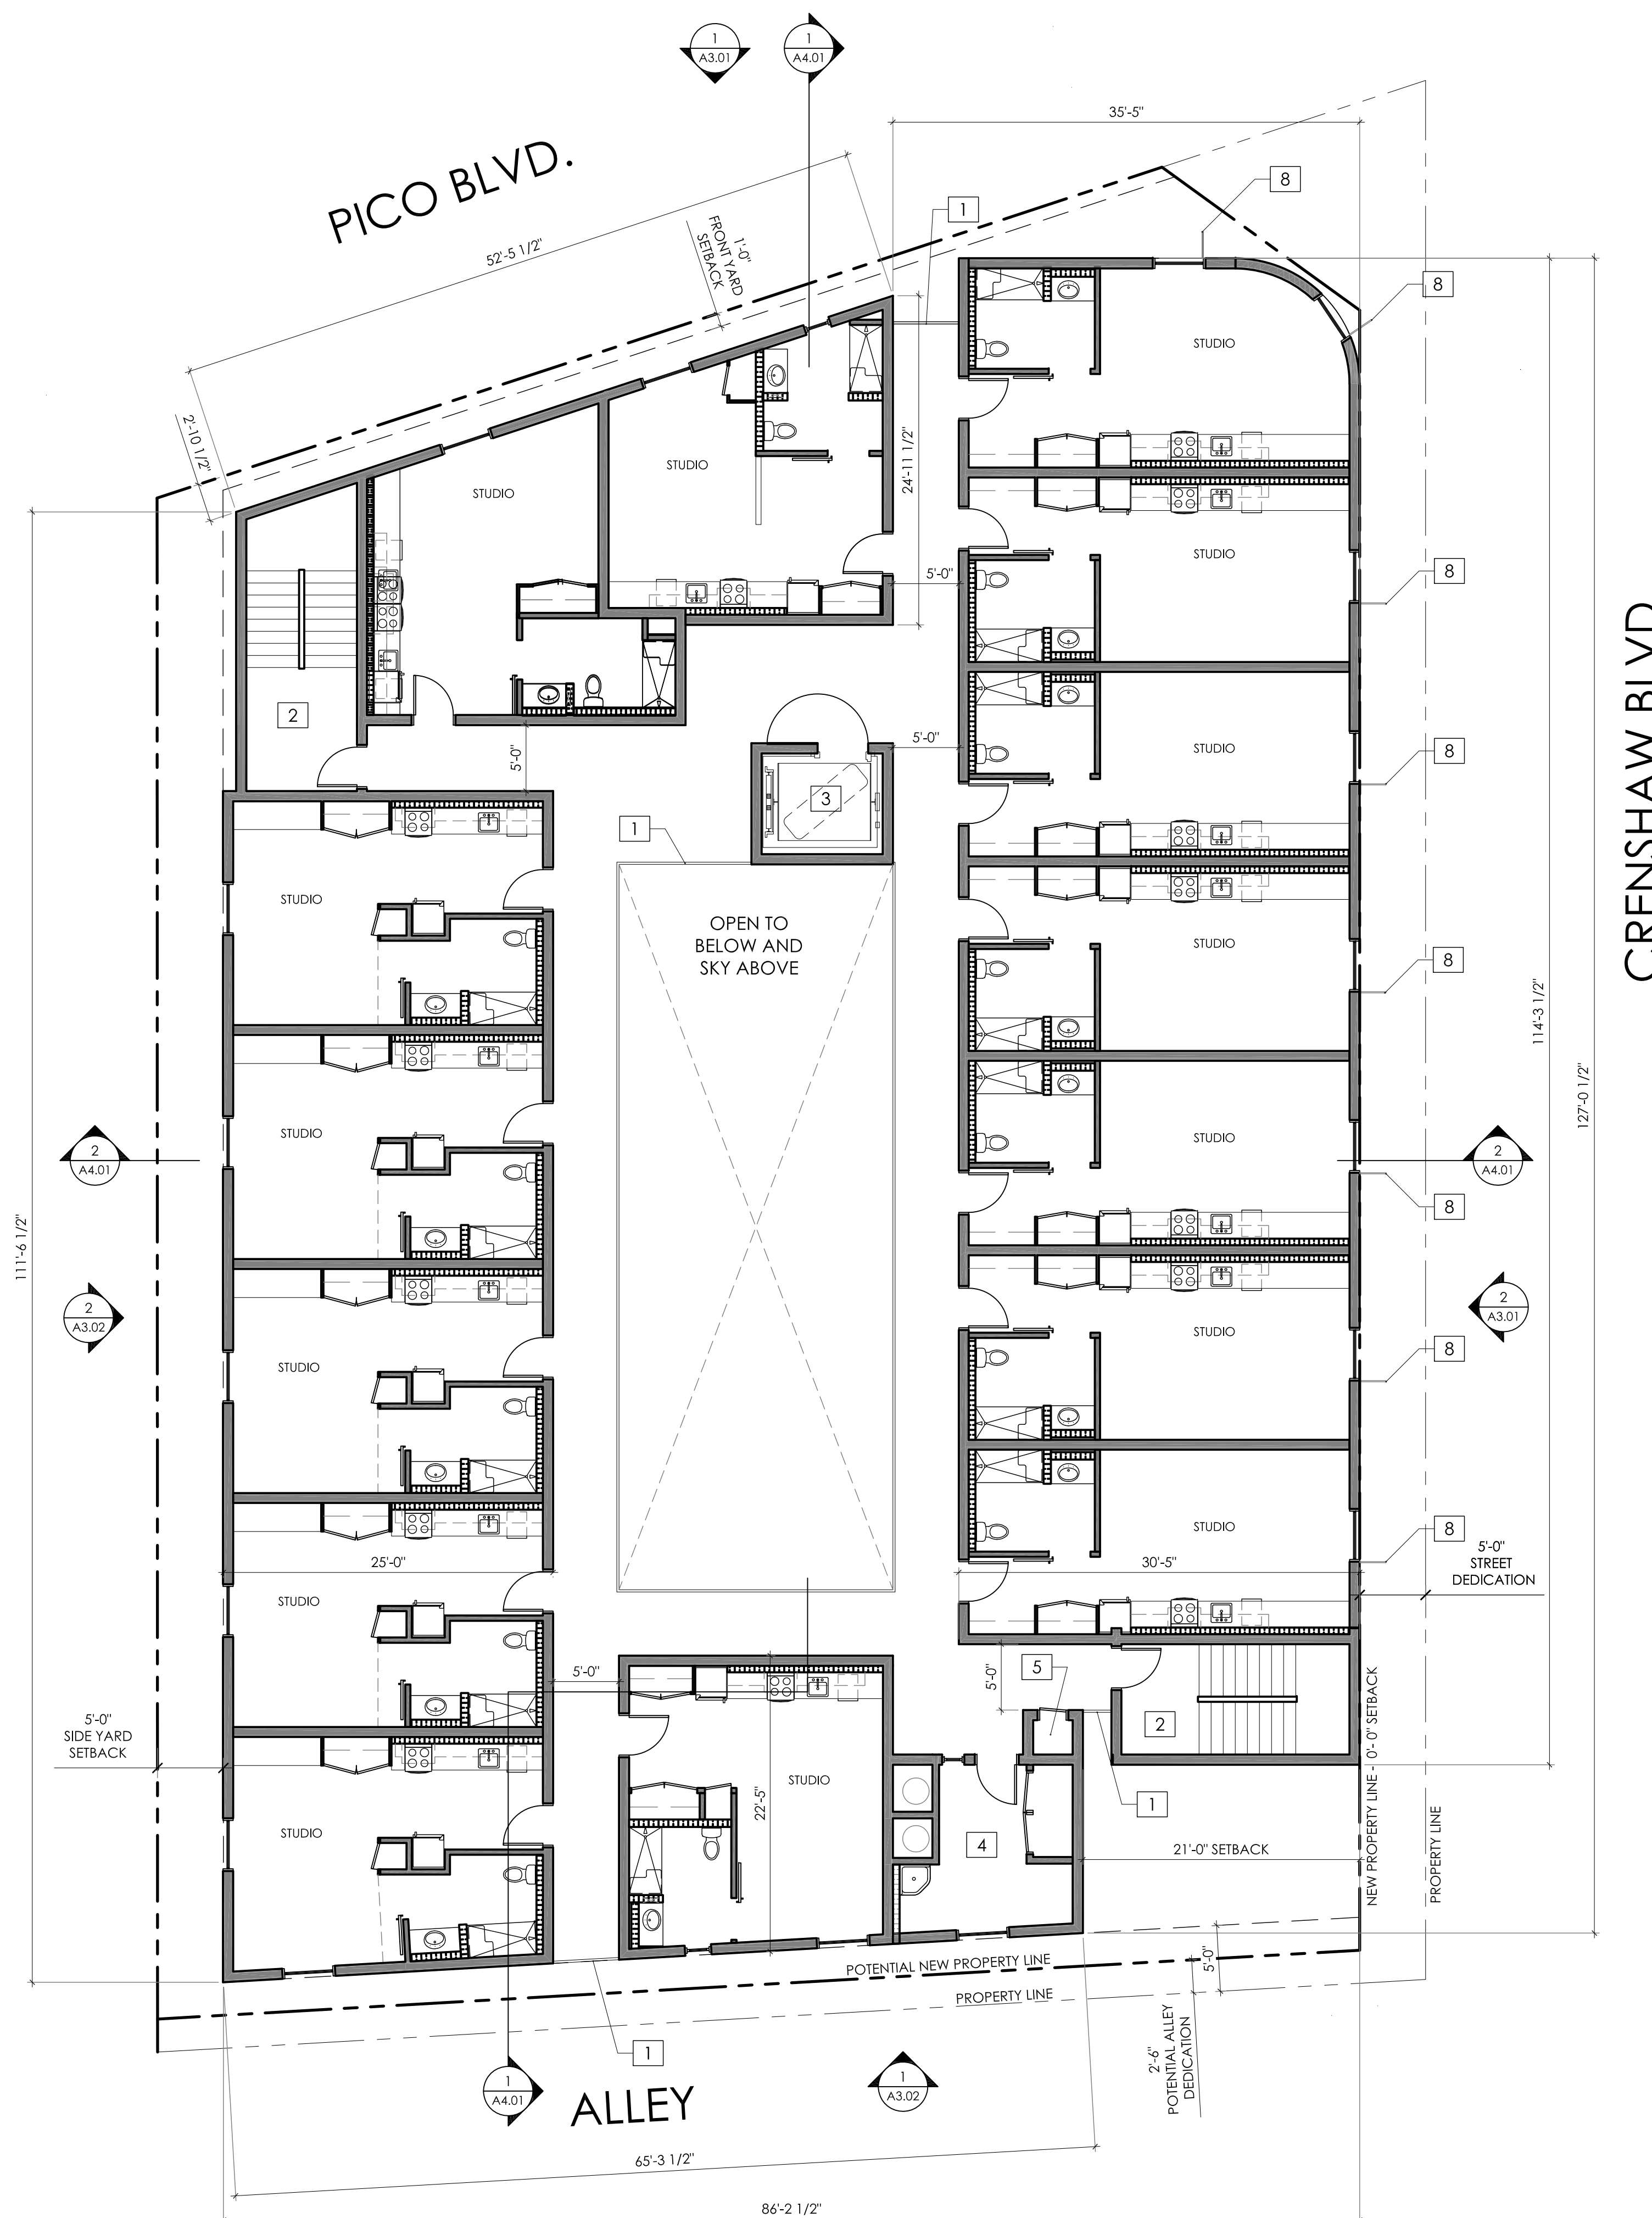 1
A3.01
1
A4.01
35'-5"
PICO BLVD.
8
1
52'-5 1/2"
1'-0"
FRONT YARD
SETBACK
8
STUDIO
2'-10 1/2"
STUDIO
24'-11 1/2"
STUDIO
STUDIO
8
5'-0"
CRENSHAW BLVD
2
5'-0"
5'-0"
STUDIO
8
3
1
STUDIO
OPEN TO
BELOW AND
SKY ABOVE
STUDIO
8
114'-3 1/2"
127'-0 1/2"
STUDIO
STUDIO
2
A4.01
2
A4.01
8
111'-6 1/2"
2
A3.02
2
A3.01
STUDIO
8
STUDIO
STUDIO
8
25'-0"
30'-5"
5'-0"
STREET
DEDICATION
STUDIO
5'-0"
5'-0"
5
2
5'-0"
SIDE YARD
SETBACK
NEW PROPERTY LINE - 0'- 0" SETBACK
STUDIO
22'-5"
1
STUDIO
4
21'-0" SETBACK
PROPERTY LINE
POTENTIAL NEW PROPERTY LINE
5'-0"
PROPERTY LINE
2'-6"
POTENTIAL ALLEY
DEDICATION
1
1
A4.01
ALLEY
1
A3.02
65'-3 1/2"
86'-2 1/2"